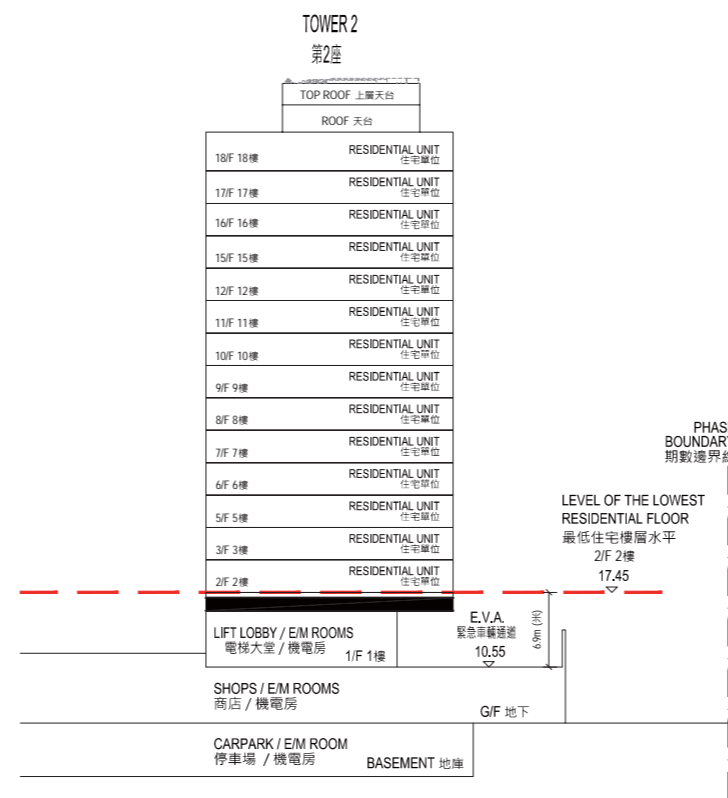 TOWER 2
第2座
TOP ROOF 上層天台
ROOF 天台
18/F 18樓 RESIDENTIAL UNIT
住宅單位
17/F 17樓 RESIDENTIAL UNIT
住宅單位
16/F 16樓 RESIDENTIAL UNIT
住宅單位
15/F 15樓 RESIDENTIAL UNIT
住宅單位
12/F 12樓 RESIDENTIAL UNIT
住宅單位
11/F 11樓 RESIDENTIAL UNIT
住宅單位
10/F 10樓 RESIDENTIAL UNIT
住宅單位
9/F 9樓 RESIDENTIAL UNIT
住宅單位
8/F 8樓 RESIDENTIAL UNIT
住宅單位
7/F 7樓 RESIDENTIAL UNIT
住宅單位
6/F 6樓 RESIDENTIAL UNIT
住宅單位
5/F 5樓 RESIDENTIAL UNIT
住宅單位
3/F 3樓 RESIDENTIAL UNIT
住宅單位
2/F 2樓 RESIDENTIAL UNIT
住宅單位
PHAS
BOUNDAR
期數邊界
LEVEL OF THE LOWEST
RESIDENTIAL FLOOR
最低住宅樓層水平
2/F 2樓
17.45
LIFT LOBBY / E/M ROOMS
電梯大堂 / 機電房
1/F 1樓
E.V.A.
緊急車輛通道
10.55
6.9m (米)
SHOPS / E/M ROOMS
商店 / 機電房
G/F 地下
CARPARK / E/M ROOM
停車場 / 機電房
BASEMENT 地庫